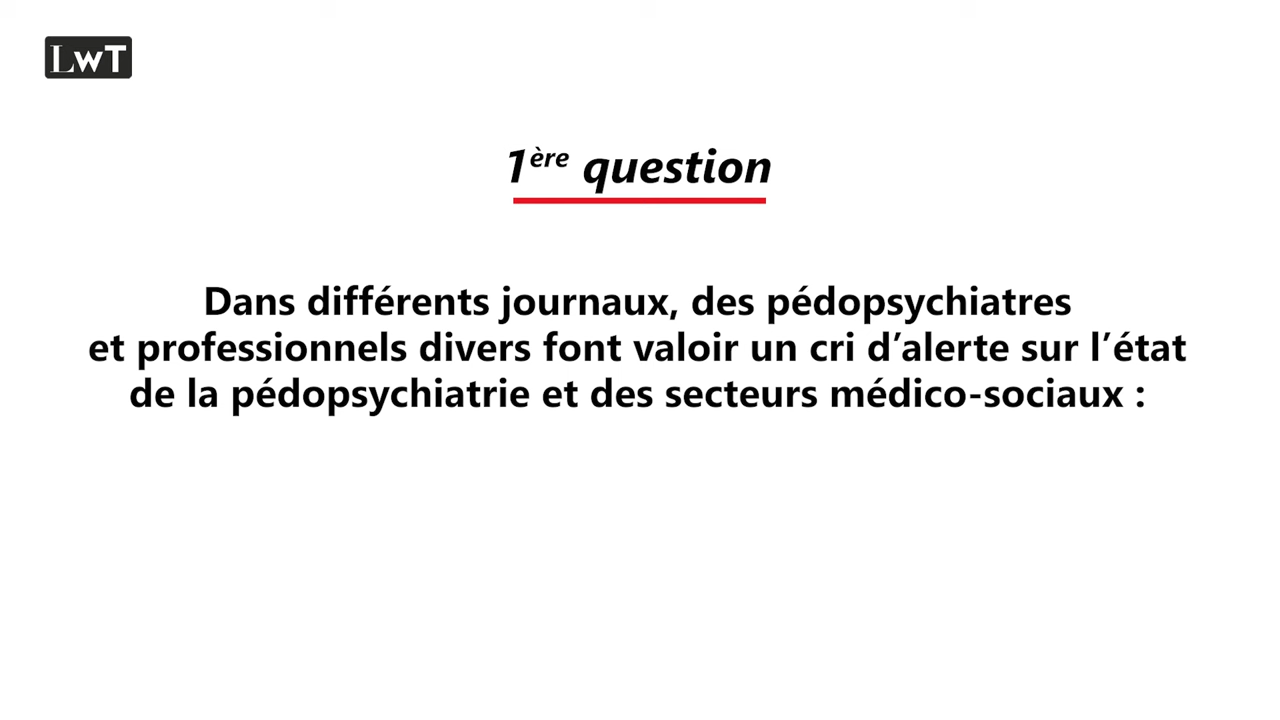 LwT
1ère question
Dans différents journaux, des pédopsychiatres
et professionnels divers font valoir un cri d’alerte sur l’état
de la pédopsychiatrie et des secteurs médico-sociaux :